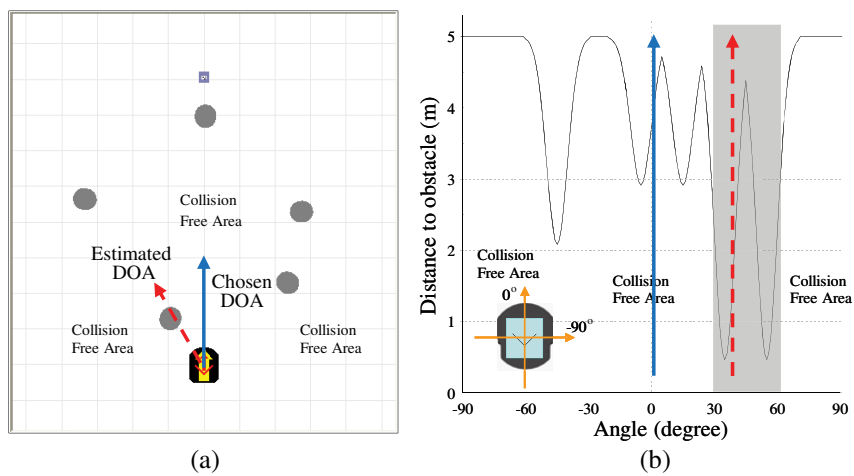 Collision
Free Area
Estimated
DOA
Chosen
DOA
Collision
Free Area
Collision
Free Area
(a)
Distance to obstacle (m)
5
4
3
2
1
0
Collision
Free Area
0°
-90°
Collision
Free Area
Collision
Free Area
-90
-60
-30
0
30
60
90
Angle (degree)
(b)